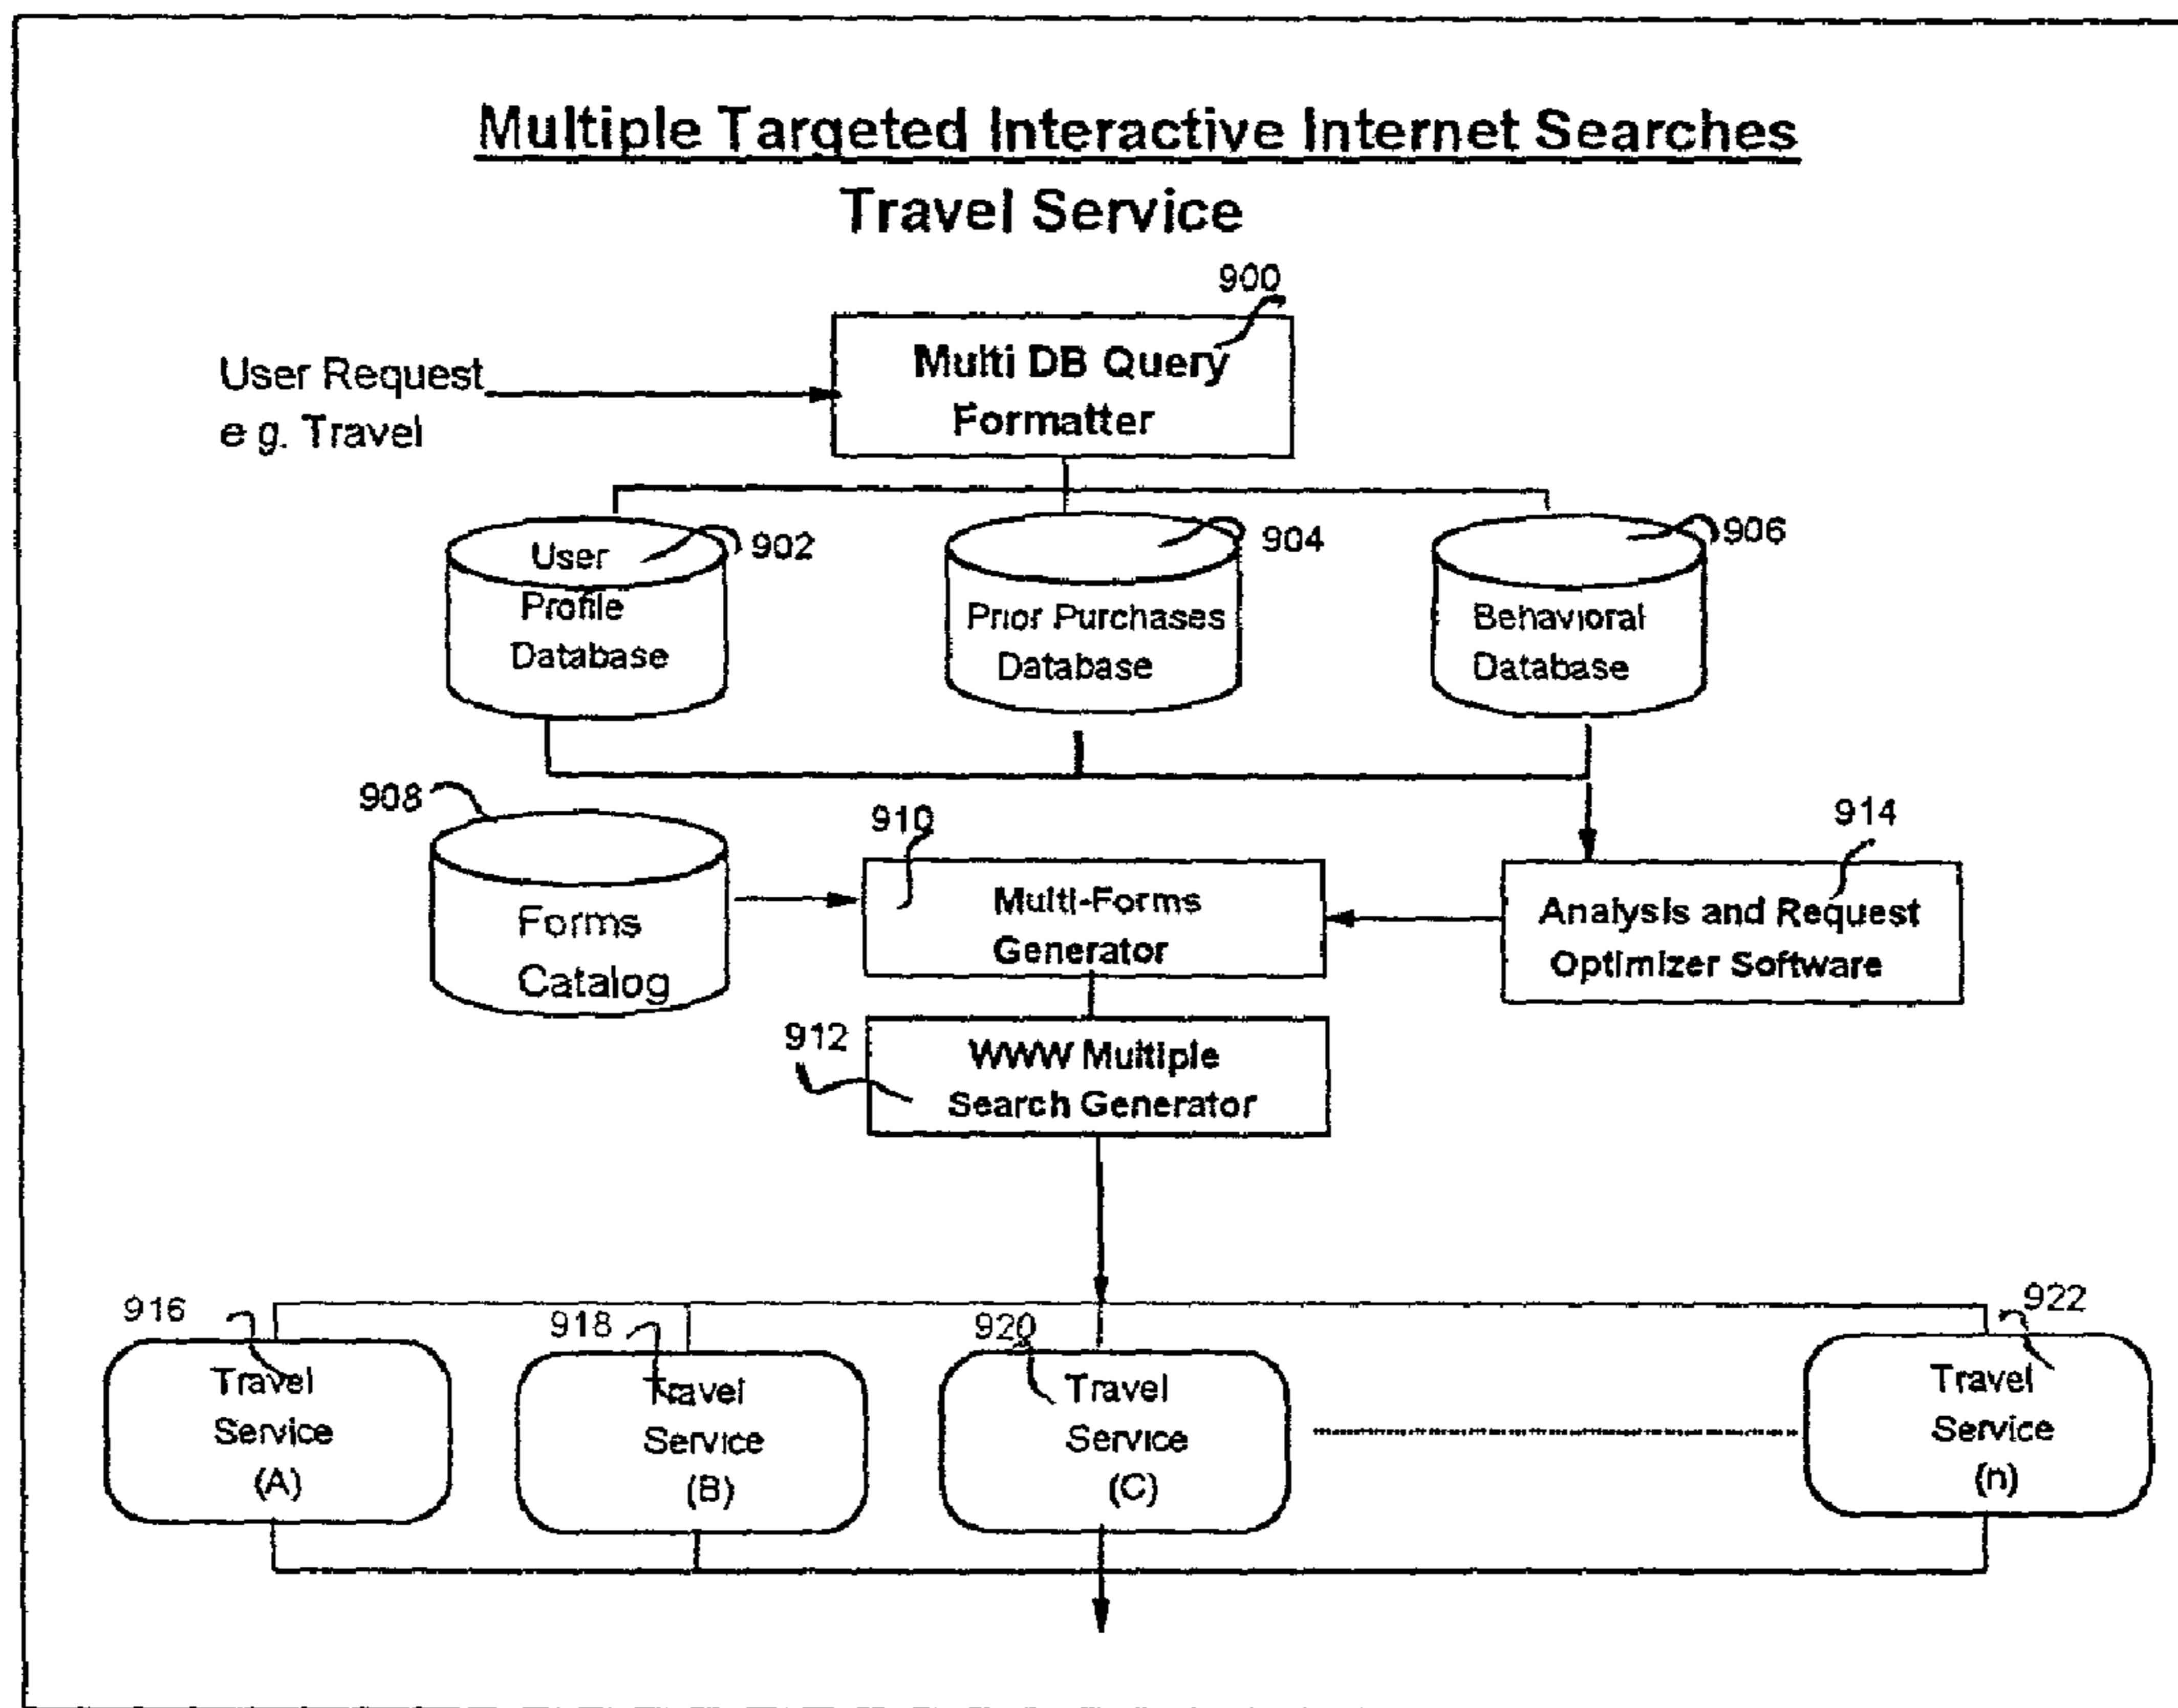 Multiple Targeted Interactive Internet Searches
Travel Service
900
User Request
e g. Travel
Multi DB Query
Formatter
User
Profile
Database
902
Prior Purchases
Database
904
Behavioral
Database
906
908
Forms
Catalog
910
Multi-Forms
Generator
914
Analysis and Request
Optimizer Software
912
WWW Multiple
Search Generator
916
Travel
Service
(A)
918
Travel
Service
(B)
920
Travel
Service
(C)
922
Travel
Service
(n)